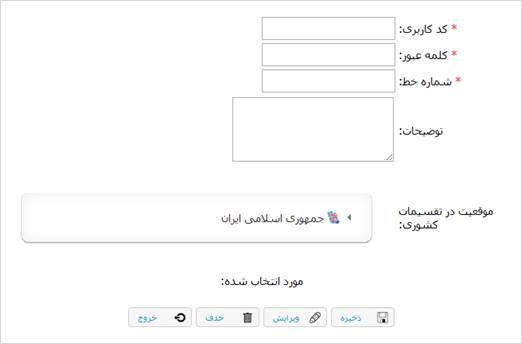 * کد کاربری:
* کلمه عبور:
* شماره خط:
توضیحات:
موقعیت در تقسیمات
کشوری:
جمهوری اسلامی ایران
مورد انتخاب شده:
ذخیره ویرایش حذف خروج